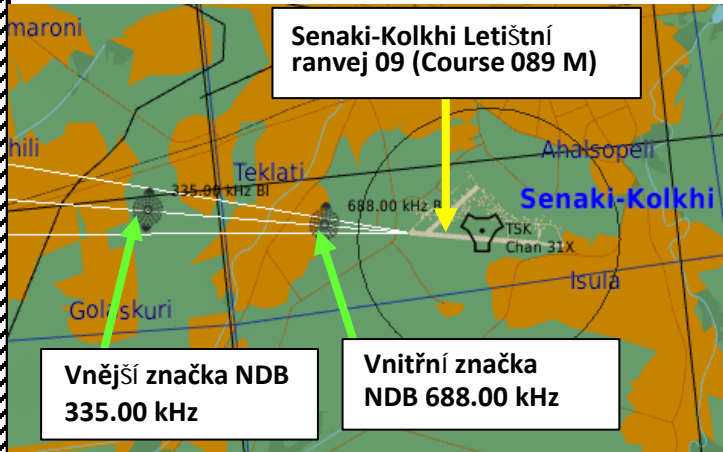 maroni
Senaki-Kolkhi Letištní
ranvej 09 (Course 089 M)
hili
Teklati
Ahalsopeli
335.00 kHz BI
688.00 kHz B
Senaki-Kolkhi
TSK
Chan 31X
Isula
Golaskuri
Vnější značka NDB
335.00 kHz
Vnitřní značka
NDB 688.00 kHz